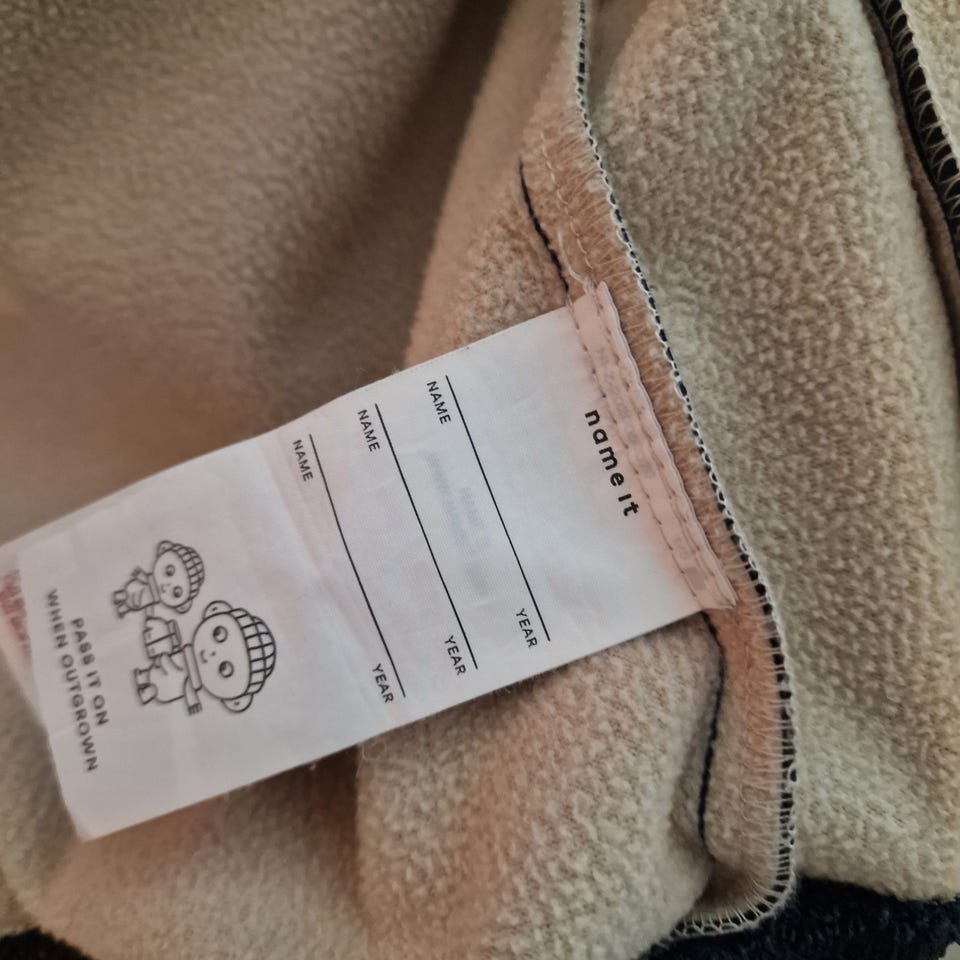 name it
NAME YEAR
NAME YEAR
NAME YEAR
PASS IT ON
WHEN OUTGROWN